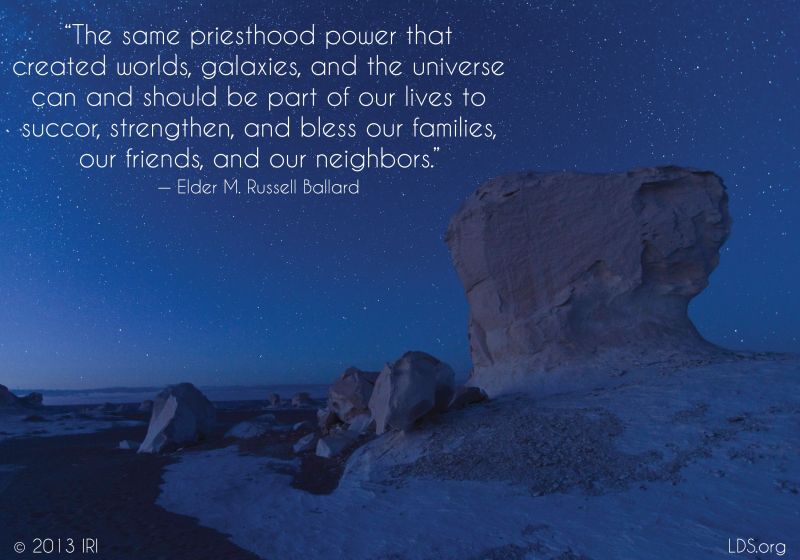 “The same priesthood power that
created worlds, galaxies, and the universe
can and should be part of our lives to
succor, strengthen, and bless our families,
our friends, and our neighbors.”
— Elder M. Russell Ballard
© 2013 IRI
LDS.org